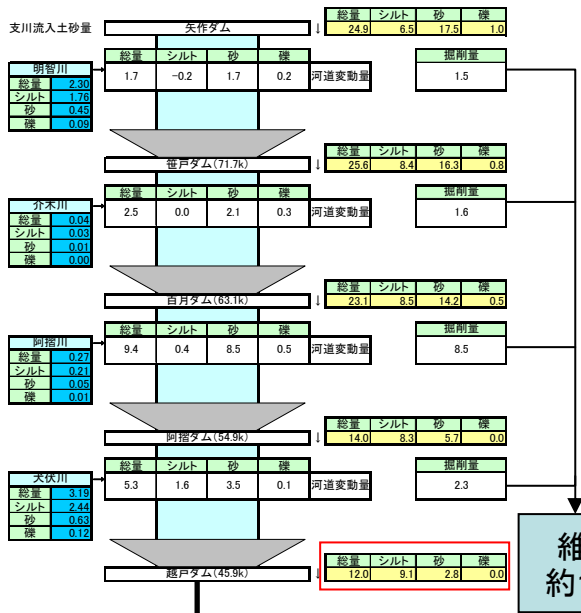 支川流入土砂量
矢作ダム
↓
総量 シルト 砂 礫
24.9 6.5 17.5 1.0
明智川
総量 2.30
シルト 1.76
砂 0.45
礫 0.09
総量 シルト 砂 礫
1.7 -0.2 1.7 0.2 河道変動量
掘削量
1.5
笹戸ダム(71.7k)
↓
総量 シルト 砂 礫
25.6 8.4 16.3 0.8
介木川
総量 0.04
シルト 0.03
砂 0.01
礫 0.00
総量 シルト 砂 礫
2.5 0.0 2.1 0.3 河道変動量
掘削量
1.6
百月ダム(63.1k)
↓
総量 シルト 砂 礫
23.1 8.5 14.2 0.5
阿摺川
総量 0.27
シルト 0.21
砂 0.05
礫 0.01
総量 シルト 砂 礫
9.4 0.4 8.5 0.5 河道変動量
掘削量
8.5
阿摺ダム(54.9k)
↓
総量 シルト 砂 礫
14.0 8.3 5.7 0.0
犬伏川
総量 3.19
シルト 2.44
砂 0.63
礫 0.12
総量 シルト 砂 礫
5.3 1.6 3.5 0.1 河道変動量
掘削量
2.3
越戸ダム(45.9k)
↓
総量 シルト 砂 礫
12.0 9.1 2.8 0.0
維
約